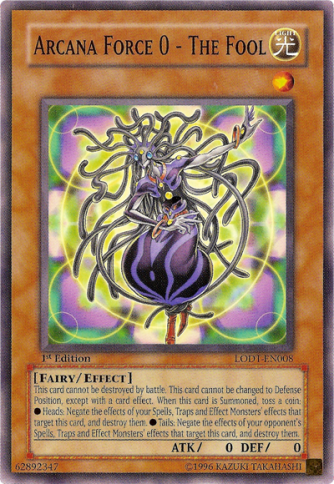 ARCANA FORCE 0 - THE FOOL
LIGHT
光
1st Edition
LODT-EN008
[FAIRY/EFFECT]
This card cannot be destroyed by battle. This card cannot be changed to Defense
Position, except with a card effect. When this card is Summoned, toss a coin:
●Heads: Negate the effects of your Spells, Traps and Effect Monsters' effects
that target this card, and destroy them. ●Tails: Negate the effects of your opponent's
Spells, Traps and Effect Monsters' effects that target this card, and destroy them.
ATK/ 0 DEF/ 0
62892347
©1996 KAZUKI TAKAHASHI